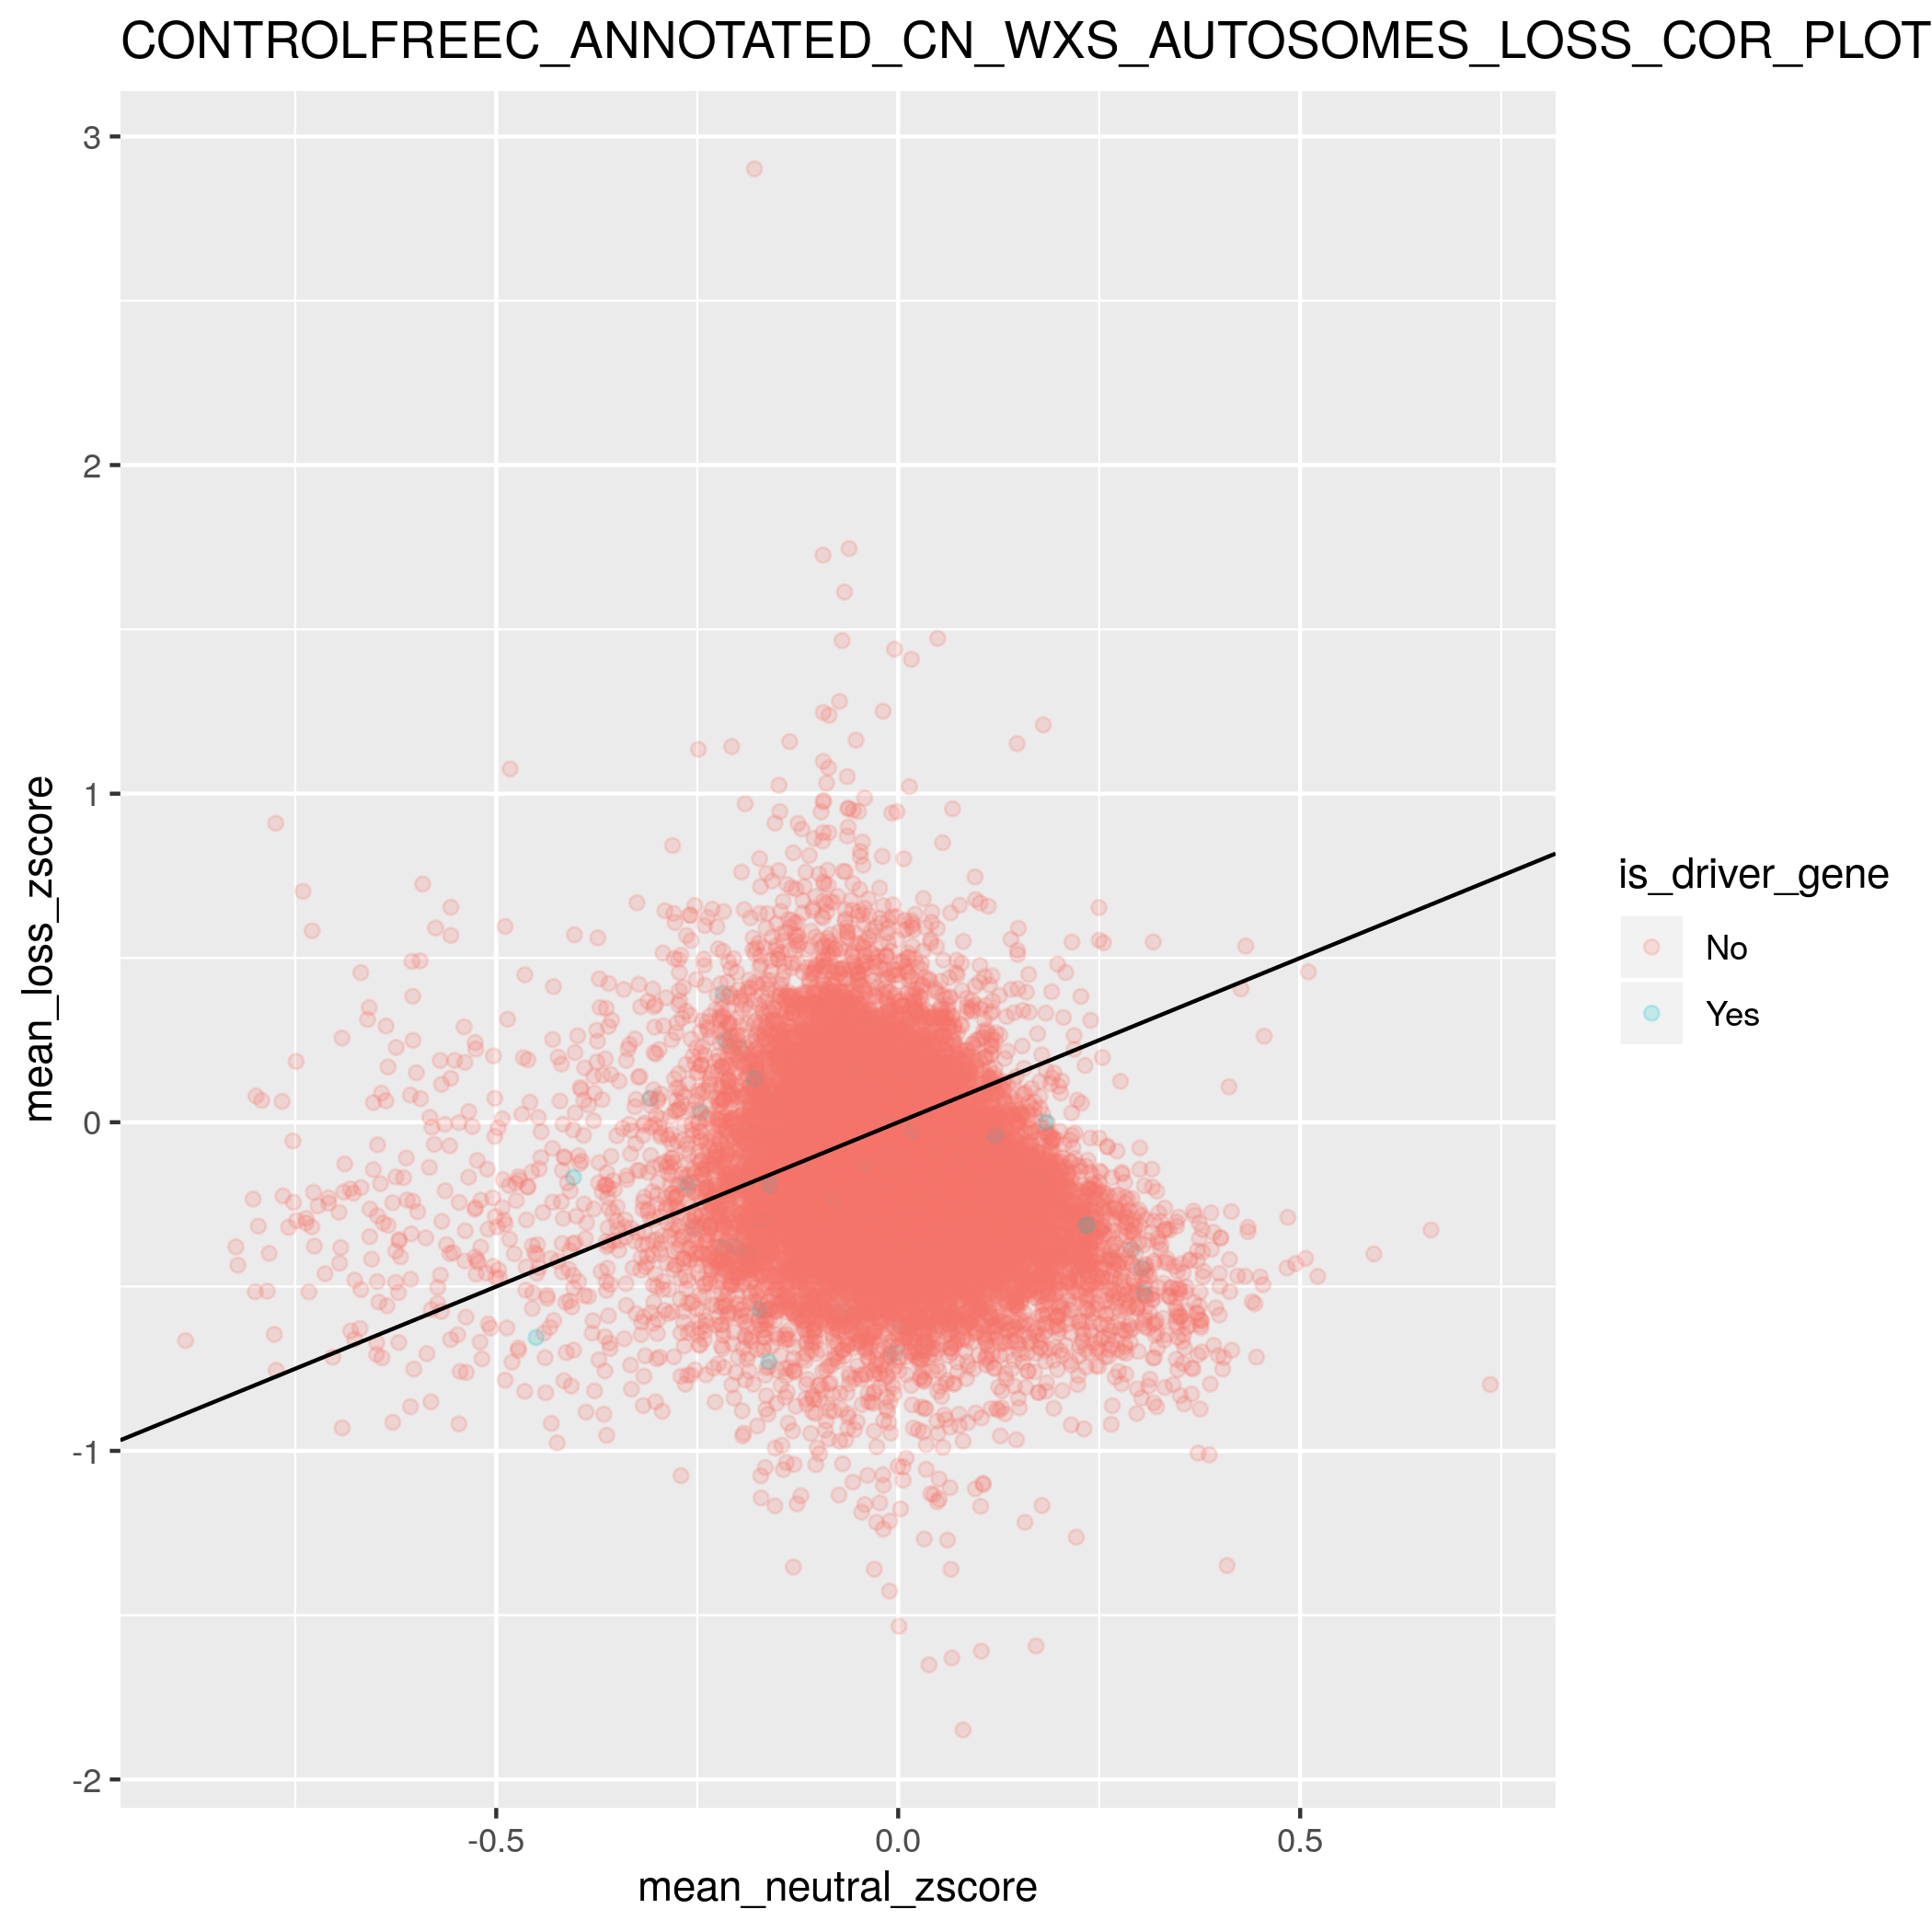 CONTROLFREEC_ANNOTATED_CN_WXS_AUTOSOMES_LOSS_COR_PLOT
3
2
1
0
-1
-2
mean_loss_zscore
-0.5
0.0
0.5
mean_neutral_zscore
is_driver_gene
No
Yes